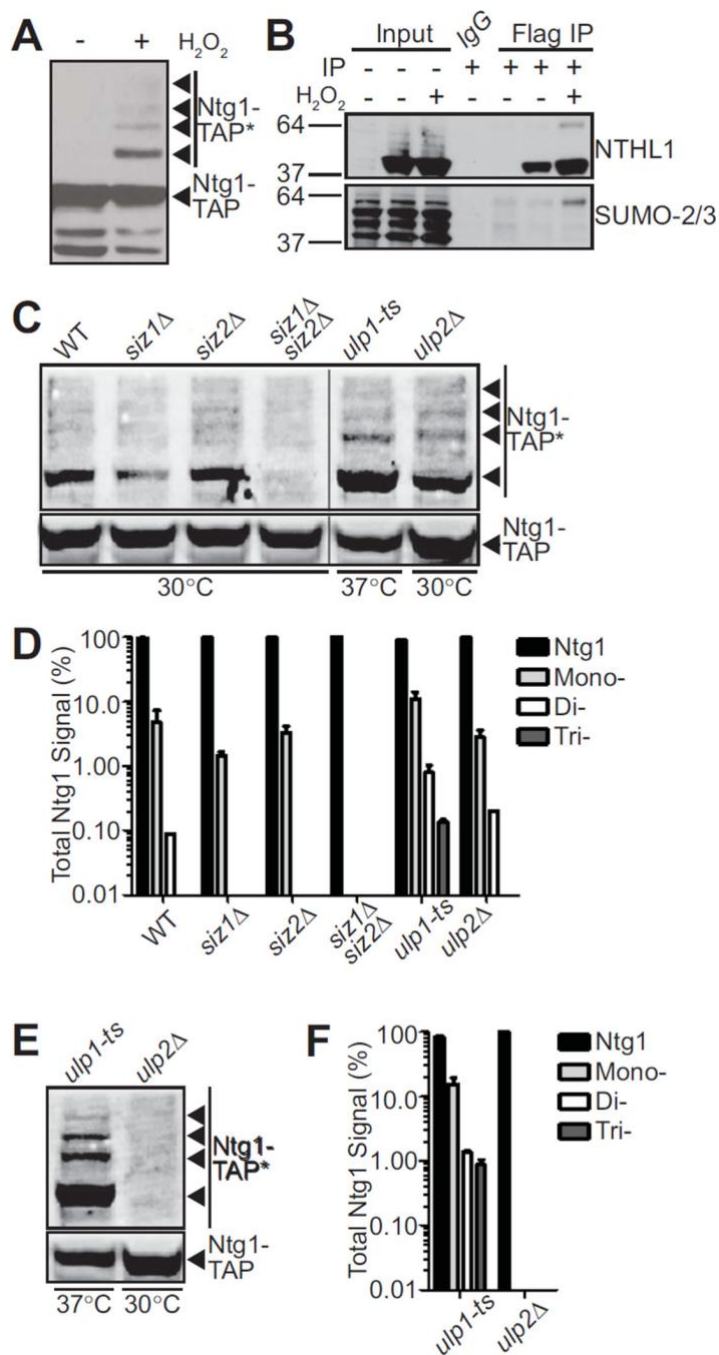 A
- + H2O2
Ntg1-
TAP*
Ntg1-
TAP
B
Input IgG Flag IP
IP - - - + + + +
H2O2 - - + - - +
64
37
NTHL1
64
37
SUMO-2/3
C
WT siz1Δ siz2Δ siz1Δ siz2Δ ulp1-ts ulp2Δ
Ntg1-
TAP*
Ntg1-
TAP
30°C 37°C 30°C
D
Total Ntg1 Signal (%)
100
10.0
1.00
0.10
0.01
Ntg1
Mono-
Di-
Tri-
WT siz1Δ siz2Δ siz1Δ siz2Δ ulp1-ts ulp2Δ
E
ulp1-ts ulp2Δ
Ntg1-
TAP*
Ntg1-
TAP
37°C 30°C
F
Total Ntg1 Signal (%)
100
10.0
1.00
0.10
0.01
Ntg1
Mono-
Di-
Tri-
ulp1-ts ulp2Δ